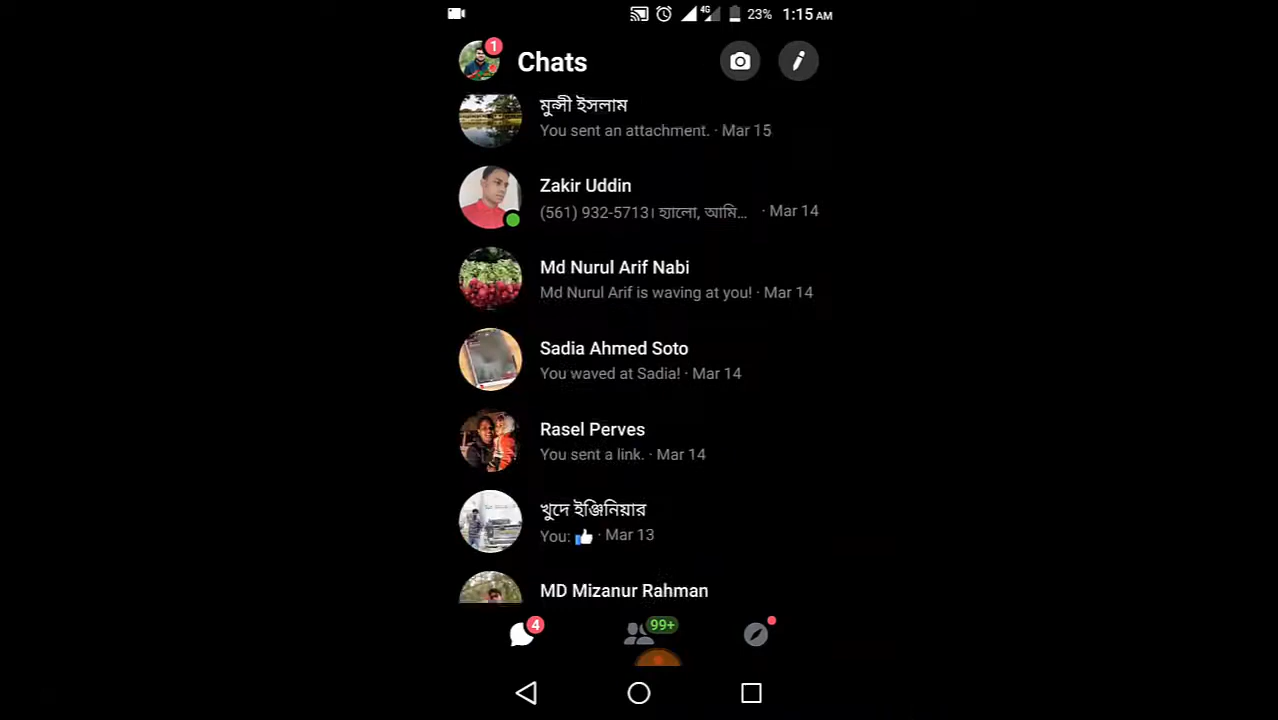 4G 23% 1:15 AM
1 Chats
মুন্সী ইসলাম
You sent an attachment. · Mar 15
Zakir Uddin
(561) 932-5713। হ্যালো, আমি... · Mar 14
Md Nurul Arif Nabi
Md Nurul Arif is waving at you! · Mar 14
Sadia Ahmed Soto
You waved at Sadia! · Mar 14
Rasel Perves
You sent a link. · Mar 14
খুদে ইঞ্জিনিয়ার
You: 👍 · Mar 13
MD Mizanur Rahman
4 99+